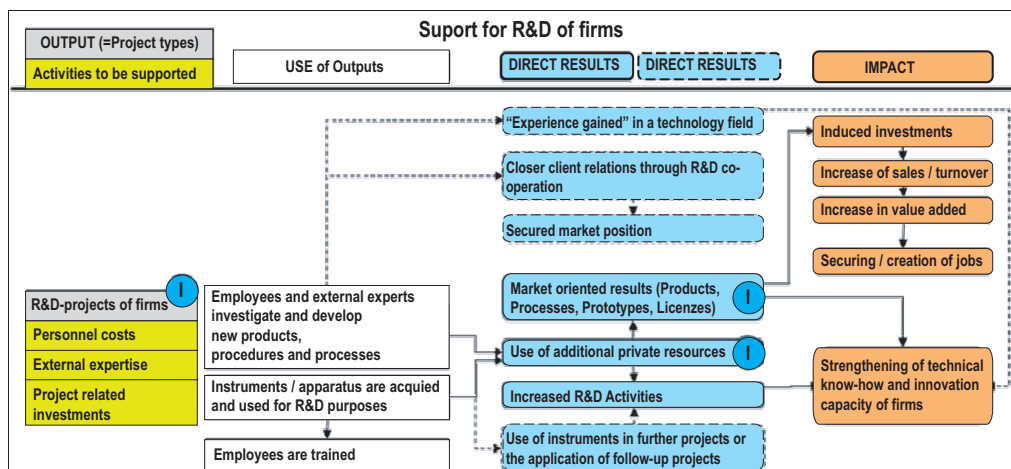 Suport for R&D of firms
OUTPUT (=Project types)
Activities to be supported
USE of Outputs
DIRECT RESULTS
DIRECT RESULTS
IMPACT
"Experience gained" in a technology field
Closer client relations through R&D co-
operation
Secured market position
Induced investments
Increase of sales / turnover
Increase in value added
Securing / creation of jobs
R&D-projects of firms
I
Personnel costs
External expertise
Project related
investments
Employees and external experts
investigate and develop
new products,
procedures and processes
Instruments / apparatus are acquied
and used for R&D purposes
Employees are trained
Market oriented results (Products,
Processes, Prototypes, Licenzes)
I
Use of additional private resources
I
Increased R&D Activities
Use of instruments in further projects or
the application of follow-up projects
Strengthening of technical
know-how and innovation
capacity of firms